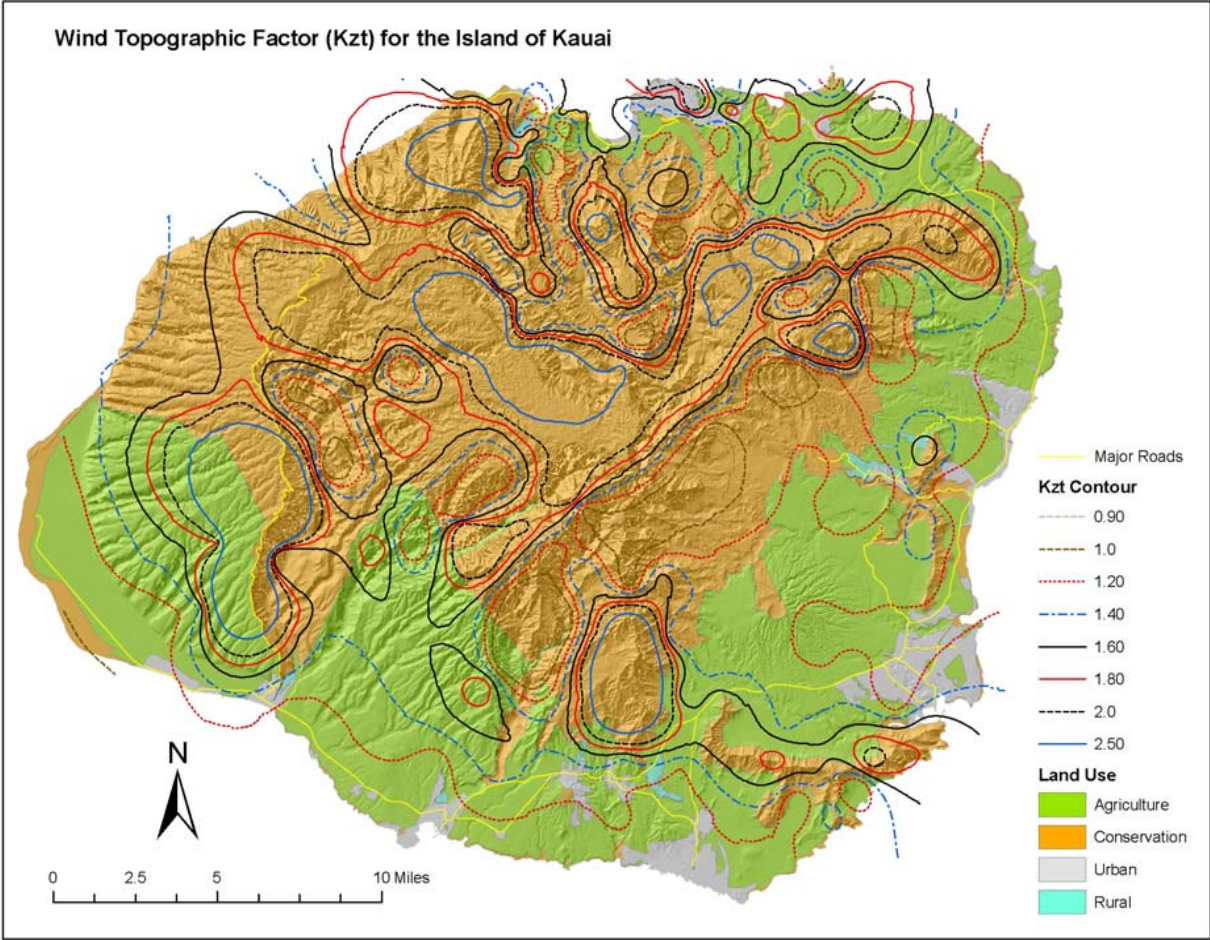 Wind Topographic Factor (Kzt) for the Island of Kauai
Major Roads
Kzt Contour
0.90
1.0
1.20
1.40
1.60
1.80
2.0
2.50
Land Use
Agriculture
Conservation
Urban
Rural
N
0 2.5 5 10 Miles